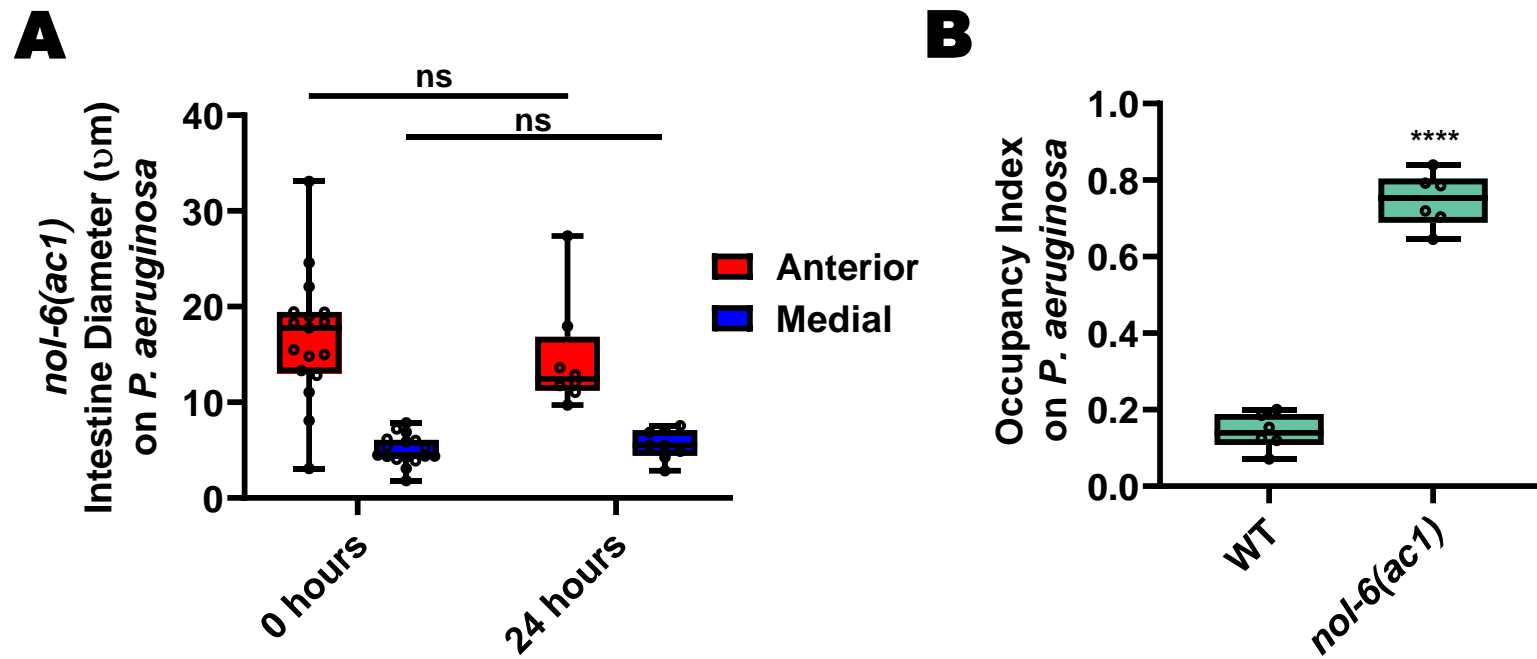 A
nol-6(ac1)
Intestine Diameter (υm)
on P. aeruginosa
ns
ns
40
30
20
10
0
0 hours
24 hours
Anterior
Medial
B
Occupancy Index
on P. aeruginosa
****
1.0
0.8
0.6
0.4
0.2
0.0
WT
nol-6(ac1)